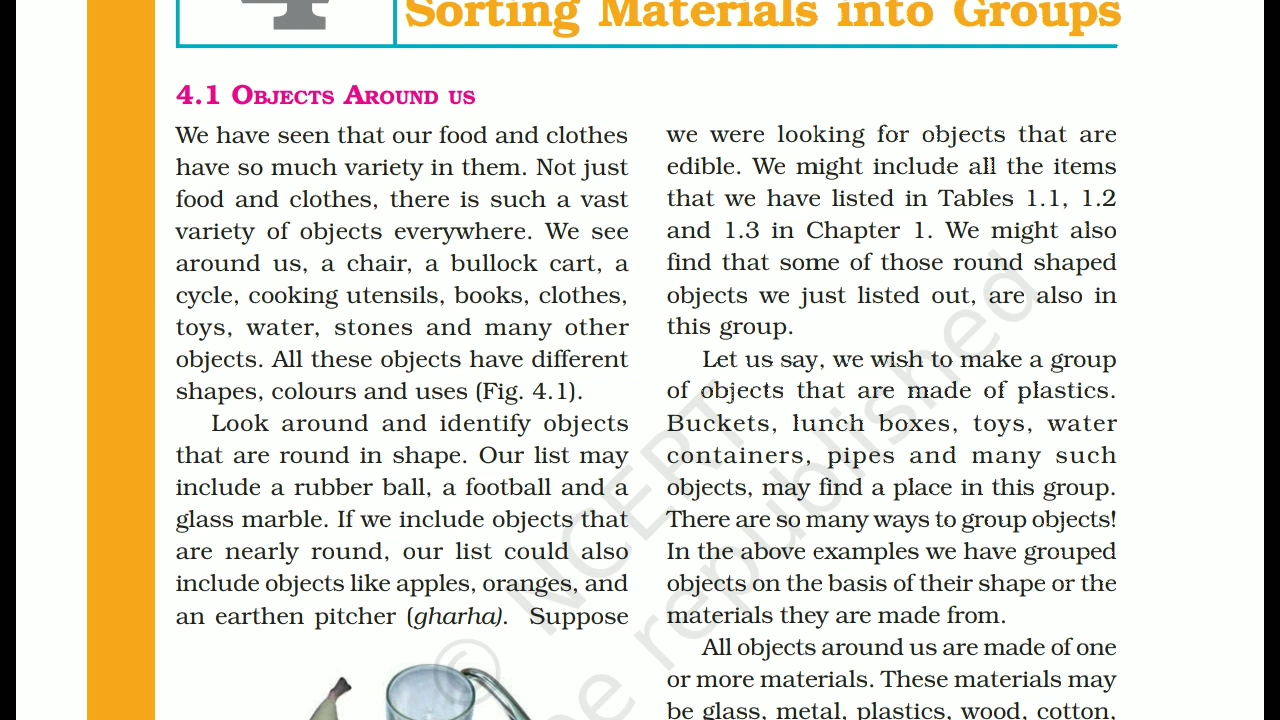 4
Sorting Materials into Groups
4.1 OBJECTS AROUND US
We have seen that our food and clothes
have so much variety in them. Not just
food and clothes, there is such a vast
variety of objects everywhere. We see
around us, a chair, a bullock cart, a
cycle, cooking utensils, books, clothes,
toys, water, stones and many other
objects. All these objects have different
shapes, colours and uses (Fig. 4.1).
Look around and identify objects
that are round in shape. Our list may
include a rubber ball, a football and a
glass marble. If we include objects that
are nearly round, our list could also
include objects like apples, oranges, and
an earthen pitcher (gharha). Suppose
we were looking for objects that are
edible. We might include all the items
that we have listed in Tables 1.1, 1.2
and 1.3 in Chapter 1. We might also
find that some of those round shaped
objects we just listed out, are also in
this group.
Let us say, we wish to make a group
of objects that are made of plastics.
Buckets, lunch boxes, toys, water
containers, pipes and many such
objects, may find a place in this group.
There are so many ways to group objects!
In the above examples we have grouped
objects on the basis of their shape or the
materials they are made from.
All objects around us are made of one
or more materials. These materials may
be glass, metal, plastics, wood, cotton,
© NCERT
be republished